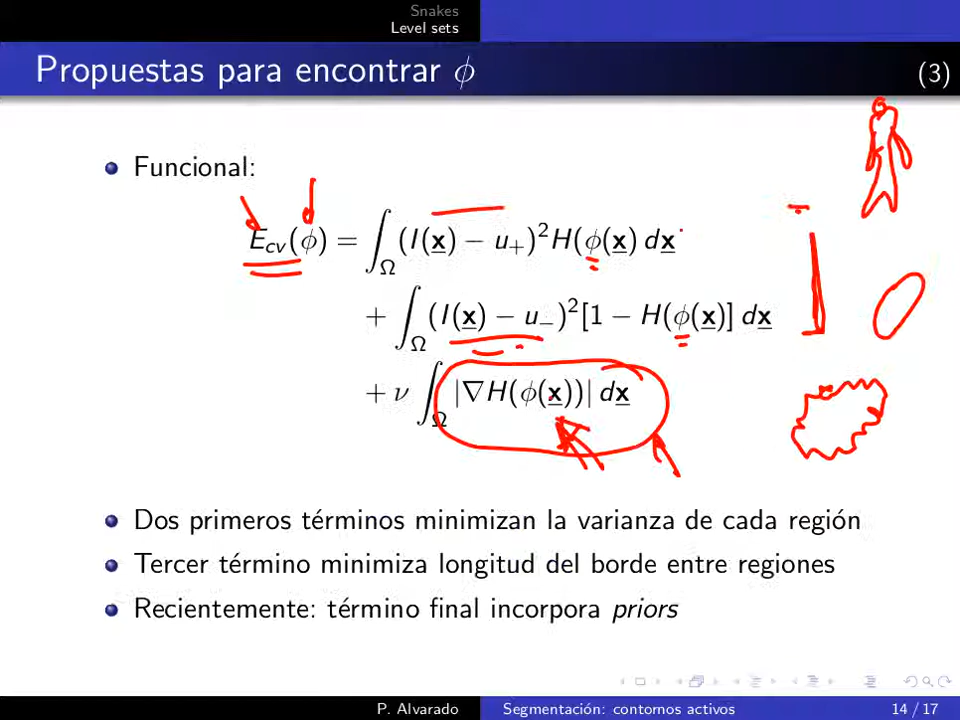 Snakes
Level sets
Propuestas para encontrar ϕ (3)
Funcional:
E_cv(ϕ) = ∫_Ω (I(x) − u_+)²H(ϕ(x) dx
+ ∫_Ω (I(x) − u_−)²[1 − H(ϕ(x)] dx
+ ν ∫_Ω |∇H(ϕ(x))| dx
Dos primeros términos minimizan la varianza de cada región
Tercer término minimiza longitud del borde entre regiones
Recientemente: término final incorpora priors
P. Alvarado Segmentación: contornos activos 14 / 17